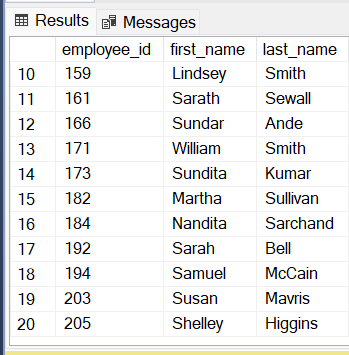 Results Messages
employee_id first_name last_name
10 159 Lindsey Smith
11 161 Sarath Sewall
12 166 Sundar Ande
13 171 William Smith
14 173 Sundita Kumar
15 182 Martha Sullivan
16 184 Nandita Sarchand
17 192 Sarah Bell
18 194 Samuel McCain
19 203 Susan Mavris
20 205 Shelley Higgins